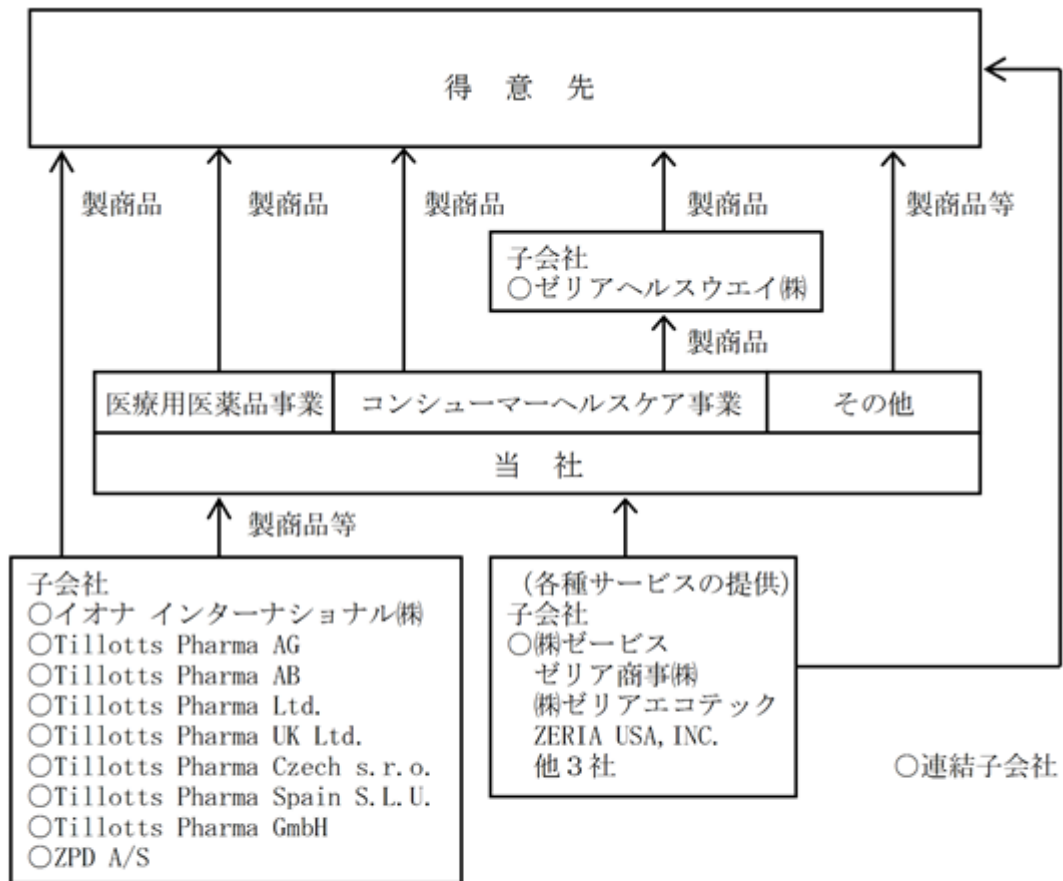 得 意 先
製商品
製商品
製商品
製商品
製商品等
子会社
○ゼリアヘルスウエイ㈱
製商品
医療用医薬品事業
コンシューマーヘルスケア事業
その他
当 社
製商品等
子会社
○イオナ インターナショナル㈱
○Tillotts Pharma AG
○Tillotts Pharma AB
○Tillotts Pharma Ltd.
○Tillotts Pharma UK Ltd.
○Tillotts Pharma Czech s.r.o.
○Tillotts Pharma Spain S.L.U.
○Tillotts Pharma GmbH
○ZPD A/S
(各種サービスの提供)
子会社
○㈱ゼービス
ゼリア商事㈱
㈱ゼリアエコテック
ZERIA USA,INC.
他3社
○連結子会社